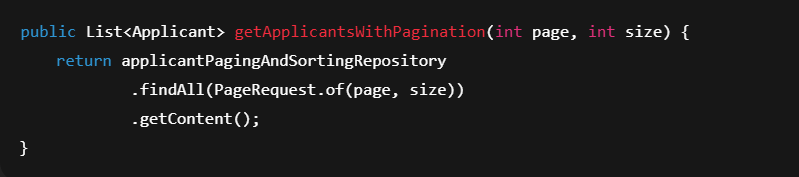 public List<Applicant> getApplicantsWithPagination(int page, int size) {
    return applicantPagingAndSortingRepository
            .findAll(PageRequest.of(page, size))
            .getContent();
}